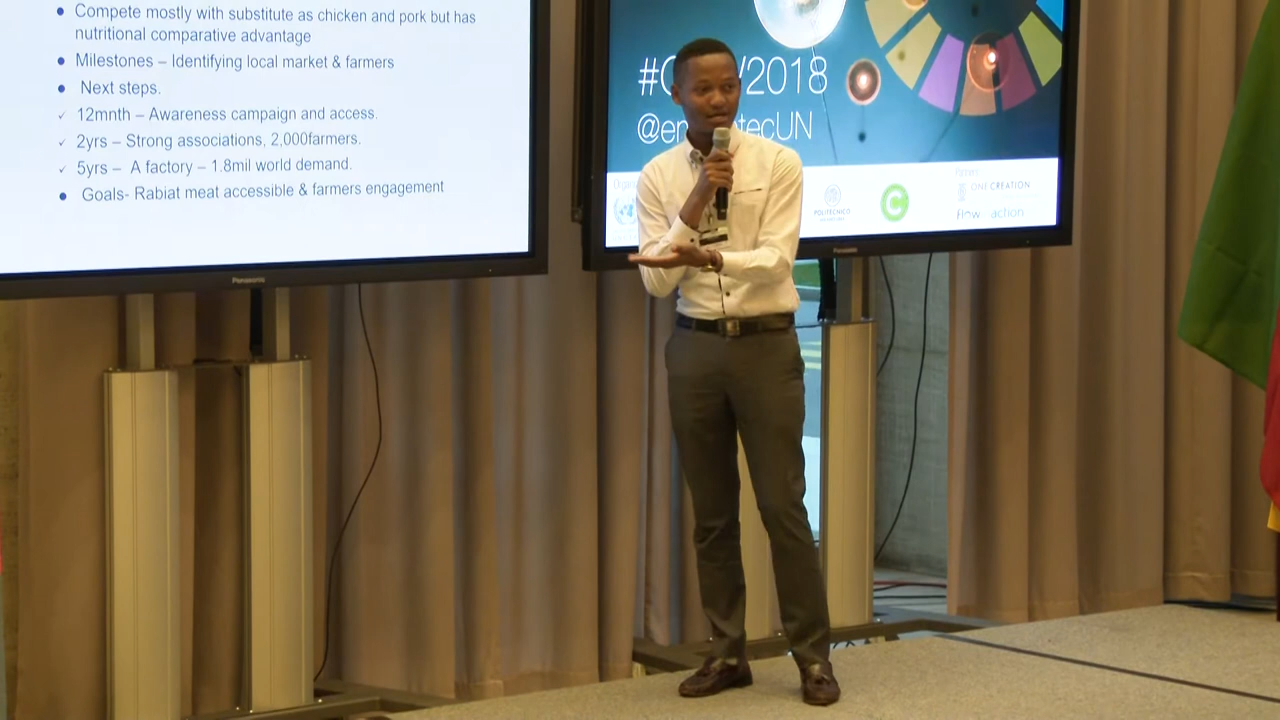 Compete mostly with substitute as chicken and pork but has
nutritional comparative advantage
Milestones – Identifying local market & farmers
Next steps.
12mnth – Awareness campaign and access.
2yrs – Strong associations, 2,000farmers.
5yrs – A factory – 1.8mil world demand.
Goals- Rabiat meat accessible & farmers engagement
Panasonic
/2018
tecUN
POLITECNICO
C
ONE CREATION
flow action
Panasonic